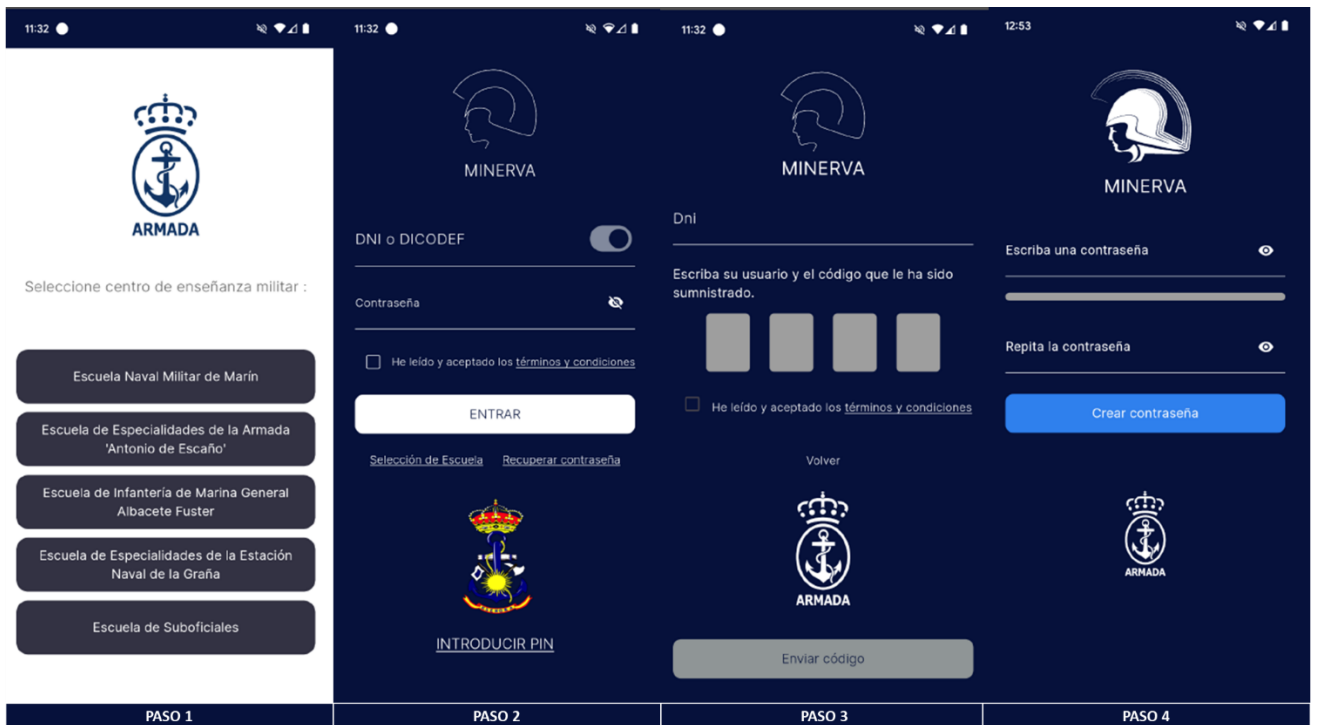 11:32
ARMADA
Seleccione centro de enseñanza militar :
Escuela Naval Militar de Marín
Escuela de Especialidades de la Armada
'Antonio de Escaño'
Escuela de Infantería de Marina General
Albacete Fuster
Escuela de Especialidades de la Estación
Naval de la Graña
Escuela de Suboficiales
PASO 1
11:32
MINERVA
DNI o DICODEF
Contraseña
He leído y aceptado los términos y condiciones
ENTRAR
Selección de Escuela Recuperar contraseña
INTRODUCIR PIN
PASO 2
11:32
MINERVA
Dni
Escriba su usuario y el código que le ha sido
sumnistrado.
He leído y aceptado los términos y condiciones
Volver
ARMADA
Enviar código
PASO 3
12:53
MINERVA
Escriba una contraseña
Repita la contraseña
Crear contraseña
ARMADA
PASO 4